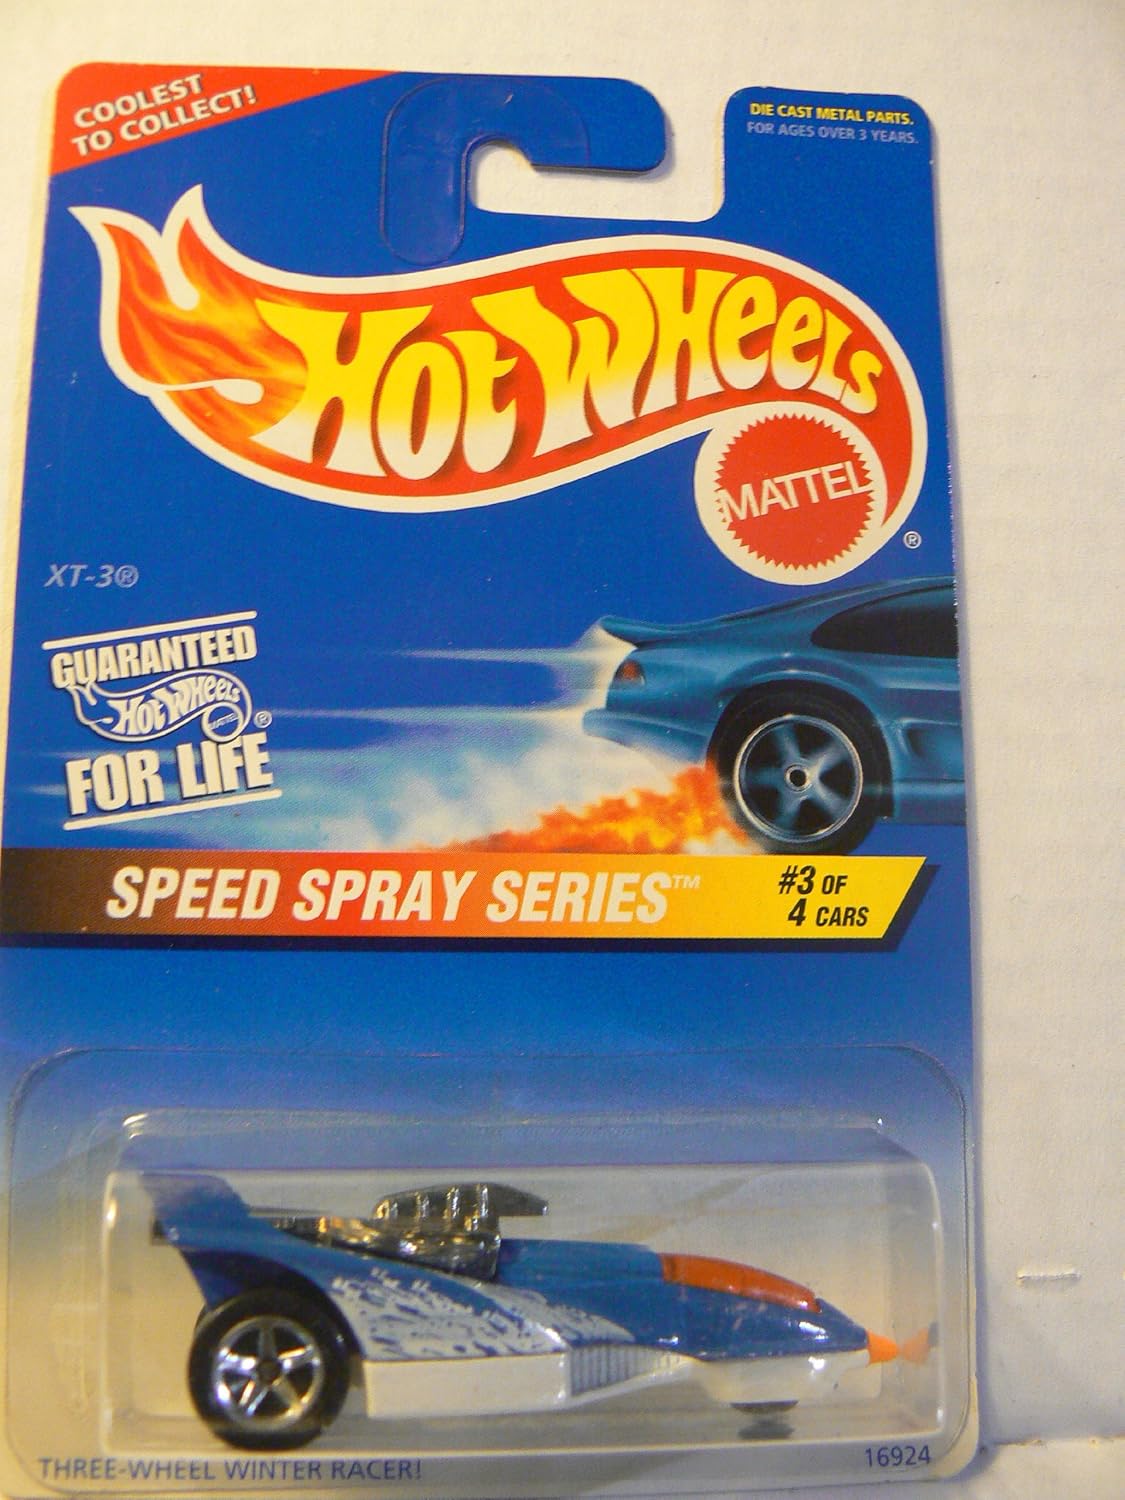 COOLEST
TO COLLECT!
DIE CAST METAL PARTS.
FOR AGES OVER 3 YEARS.
HOT WHEELS
MATTEL
®
XT-3®
GUARANTEED
HOT WHEELS
MATTEL ®
FOR LIFE
SPEED SPRAY SERIES™
#3 OF
4 CARS
THREE-WHEEL WINTER RACER!
16924